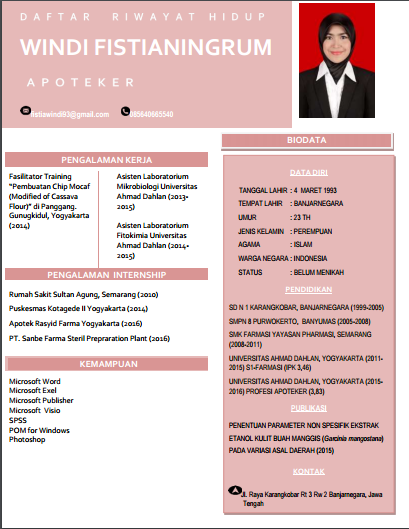 DAFTAR RIWAYAT HIDUP
WINDI FISTIANINGRUM
APOTEKER
fistiawindi93@gmail.com
085640665540
PENGALAMAN KERJA
Fasilitator Training
"Pembuatan Chip Mocaf
(Modified of Cassava
Flour)" di Panggang.
Gunugkidul, Yogyakarta
(2014)
Asisten Laboratorium
Mikrobiologi Universitas
Ahmad Dahlan (2013-
2015)
Asisten Laboratorium
Fitokimia Universitas
Ahmad Dahlan (2014-
2015)
PENGALAMAN INTERNSHIP
Rumah Sakit Sultan Agung, Semarang (2010)
Puskesmas Kotagede II Yogyakarta (2014)
Apotek Rasyid Farma Yogyakarta (2016)
PT. Sanbe Farma Steril Prepraration Plant (2016)
KEMAMPUAN
Microsoft Word
Microsoft Exel
Microsoft Publisher
Microsoft Visio
SPSS
POM for Windows
Photoshop
BIODATA
DATA DIRI
TANGGAL LAHIR : 4 MARET 1993
TEMPAT LAHIR : BANJARNEGARA
UMUR : 23 TH
JENIS KELAMIN : PEREMPUAN
AGAMA : ISLAM
WARGA NEGARA : INDONESIA
STATUS : BELUM MENIKAH
PENDIDIKAN
SD N 1 KARANGKOBAR, BANJARNEGARA (1999-2005)
SMPN 8 PURWOKERTO, BANYUMAS (2005-2008)
SMK FARMASI YAYASAN PHARMASI, SEMARANG
(2008-2011)
UNIVERSITAS AHMAD DAHLAN, YOGYAKARTA (2011-
2015) S1-FARMASI (IPK 3,46)
UNIVERSITAS AHMAD DAHLAN, YOGYAKARTA (2015-
2016) PROFESI APOTEKER (3,83)
PUBLIKASI
PENENTUAN PARAMETER NON SPESIFIK EKSTRAK
ETANOL KULIT BUAH MANGGIS (Garcinia mangostana)
PADA VARIASI ASAL DAERAH (2015)
KONTAK
Jl. Raya Karangkobar Rt 3 Rw 2 Banjarnegara, Jawa
Tengah